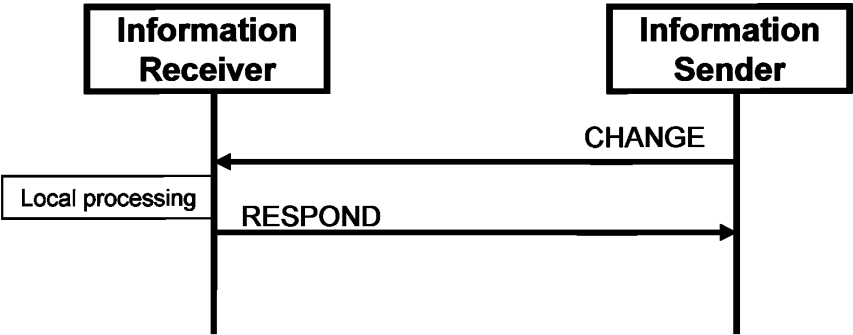 Information
Receiver
Information
Sender
CHANGE
Local processing
RESPOND